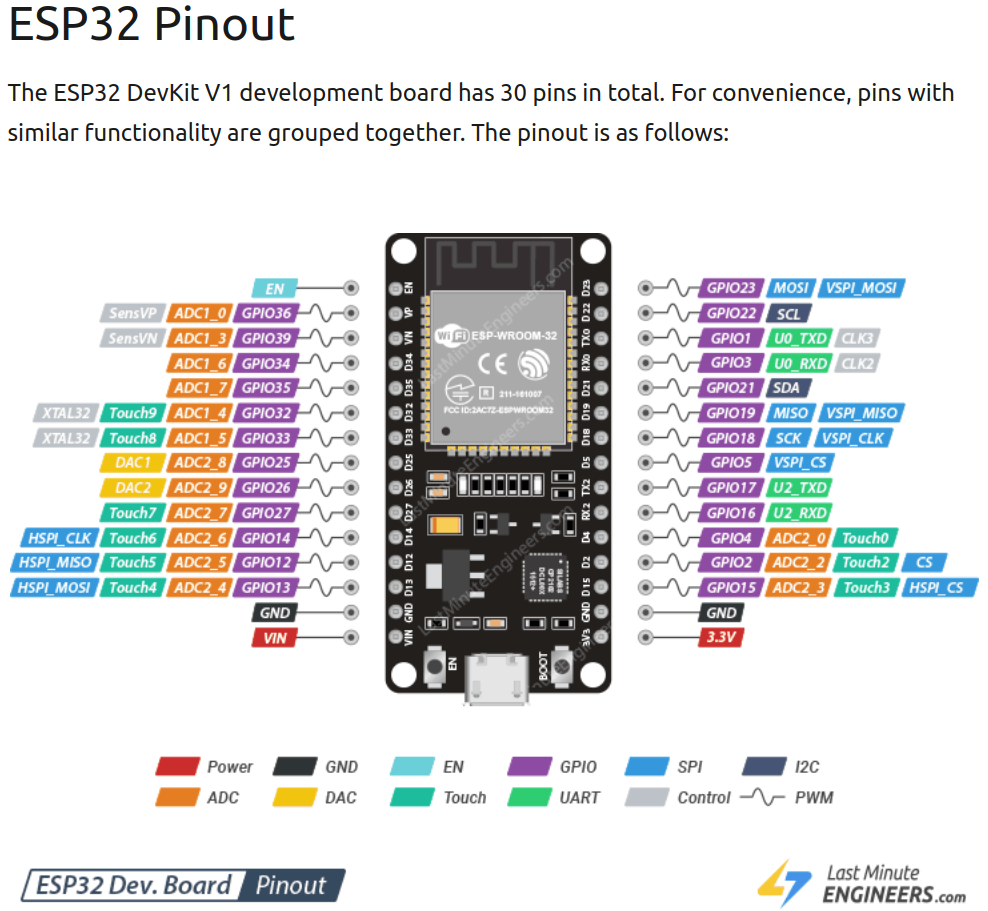 ESP32 Pinout
The ESP32 DevKit V1 development board has 30 pins in total. For convenience, pins with
similar functionality are grouped together. The pinout is as follows:
EN EN D23 GPIO23 MOSI VSPI_MOSI
SensVP ADC1_0 GPIO36 VP D22 GPIO22 SCL
SensVN ADC1_3 GPIO39 VN TX0 GPIO1 U0_TXD CLK3
ADC1_6 GPIO34 D34 RX0 GPIO3 U0_RXD CLK2
ADC1_7 GPIO35 D35 D21 GPIO21 SDA
XTAL32 Touch9 ADC1_4 GPIO32 D32 D19 GPIO19 MISO VSPI_MISO
XTAL32 Touch8 ADC1_5 GPIO33 D33 D18 GPIO18 SCK VSPI_CLK
DAC1 ADC2_8 GPIO25 D25 D5 GPIO5 VSPI_CS
DAC2 ADC2_9 GPIO26 D26 TX2 GPIO17 U2_TXD
Touch7 ADC2_7 GPIO27 D27 RX2 GPIO16 U2_RXD
HSPI_CLK Touch6 ADC2_6 GPIO14 D14 D4 GPIO4 ADC2_0 Touch0
HSPI_MISO Touch5 ADC2_5 GPIO12 D12 D2 GPIO2 ADC2_2 Touch2 CS
HSPI_MOSI Touch4 ADC2_4 GPIO13 D13 D15 GPIO15 ADC2_3 Touch3 HSPI_CS
GND GND GND GND
VIN VIN 3V3 3.3V
WiFi ESP-WROOM-32
CE
R 211-161007
FCC ID:2AC7Z-ESPWROOM32
LastMinuteEngineers.com
LastMinuteEngineers.com
LastMinuteEngineers.com
EN BOOT
Power GND EN GPIO SPI I2C
ADC DAC Touch UART Control PWM
ESP32 Dev. Board Pinout
Last Minute
ENGINEERS.com